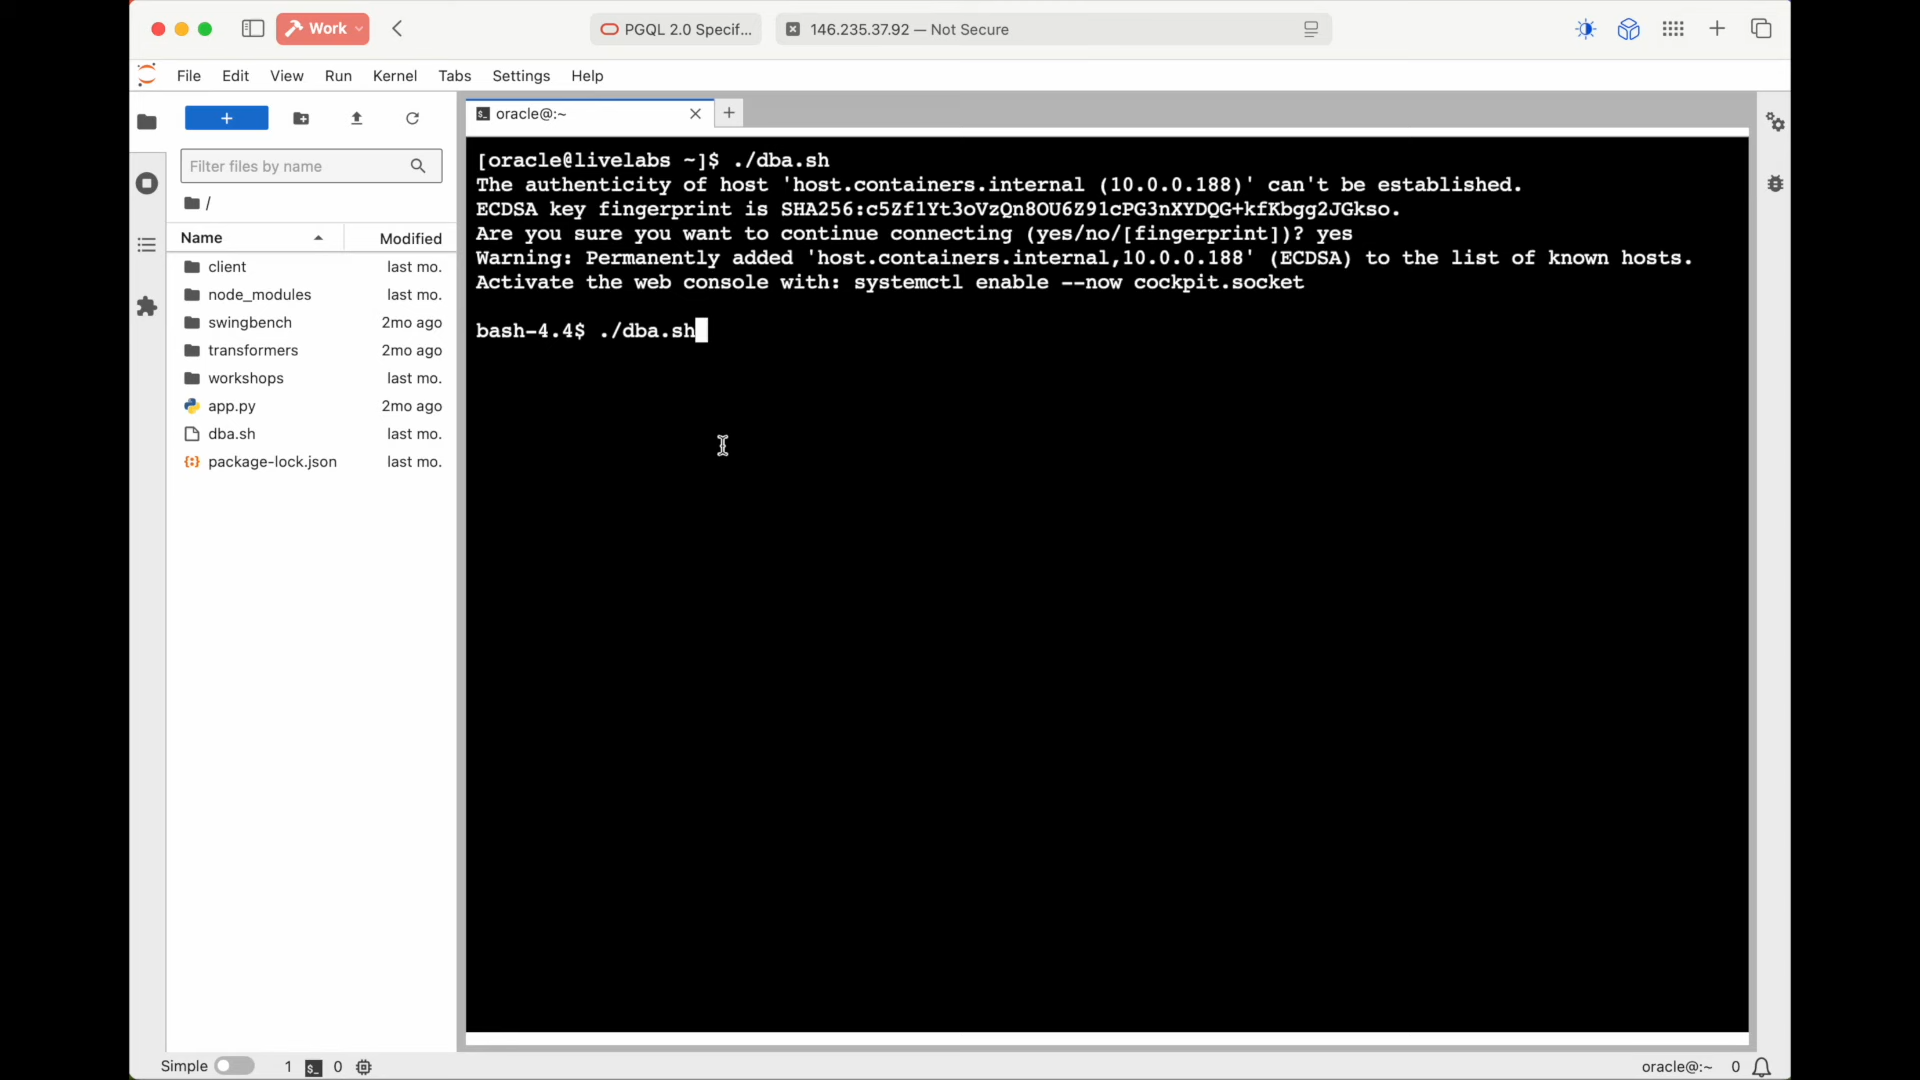 Work
PGQL 2.0 Specif...
146.235.37.92 — Not Secure
File Edit View Run Kernel Tabs Settings Help
Filter files by name
/
Name Modified
client last mo.
node_modules last mo.
swingbench 2mo ago
transformers 2mo ago
workshops last mo.
app.py 2mo ago
dba.sh last mo.
package-lock.json last mo.
oracle@:~
[oracle@livelabs ~]$ ./dba.sh
The authenticity of host 'host.containers.internal (10.0.0.188)' can't be established.
ECDSA key fingerprint is SHA256:c5Zf1Yt3oVzQn8OU6Z91cPG3nXYDQG+kfKbgg2JGkso.
Are you sure you want to continue connecting (yes/no/[fingerprint])? yes
Warning: Permanently added 'host.containers.internal,10.0.0.188' (ECDSA) to the list of known hosts.
Activate the web console with: systemctl enable --now cockpit.socket
bash-4.4$ ./dba.sh
Simple 1 $_ 0 oracle@:~ 0